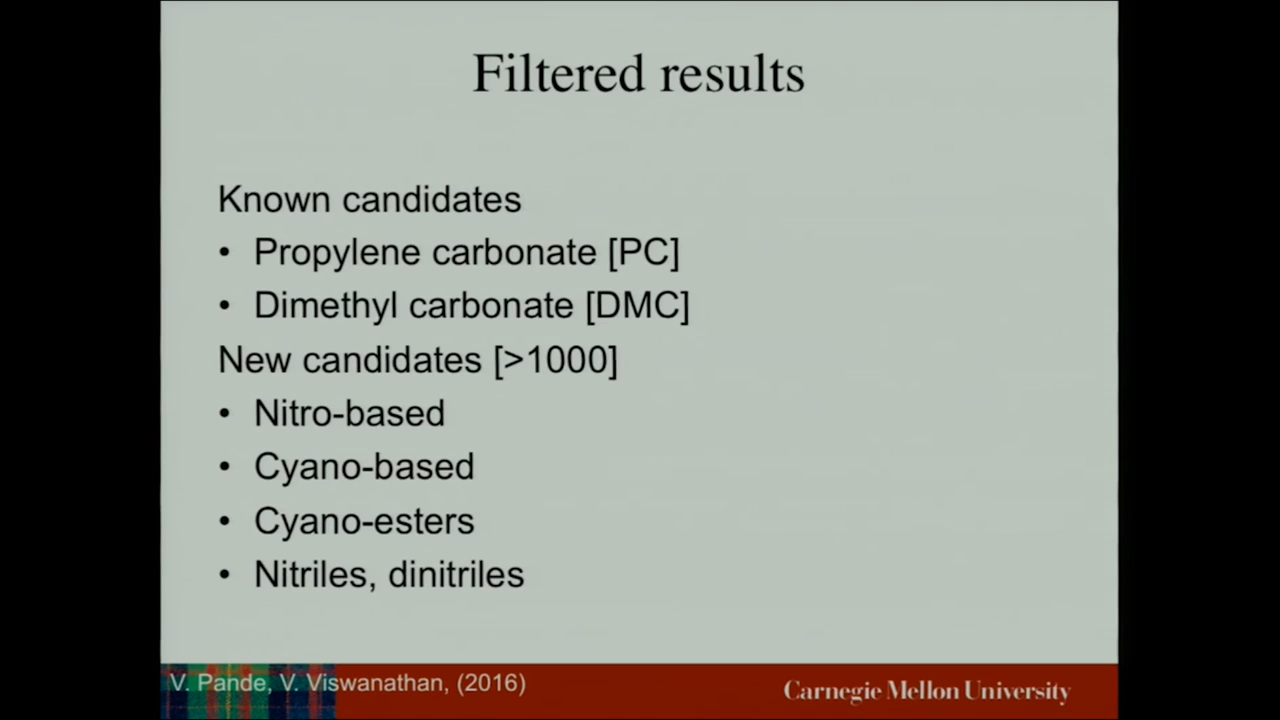 Filtered results
Known candidates
• Propylene carbonate [PC]
• Dimethyl carbonate [DMC]
New candidates [>1000]
• Nitro-based
• Cyano-based
• Cyano-esters
• Nitriles, dinitriles
V. Pande, V. Viswanathan, (2016)
Carnegie Mellon University